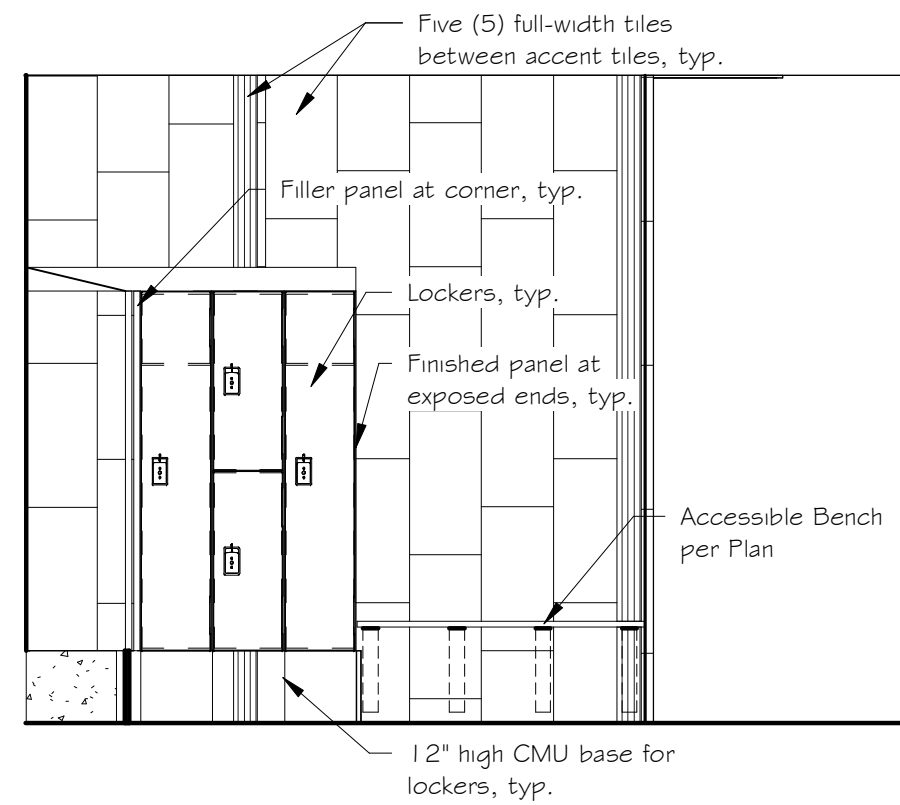 Five (5) full-width tiles
between accent tiles, typ.
Filler panel at corner, typ.
Lockers, typ.
Finished panel at
exposed ends, typ.
Accessible Bench
per Plan
12" high CMU base for
lockers, typ.